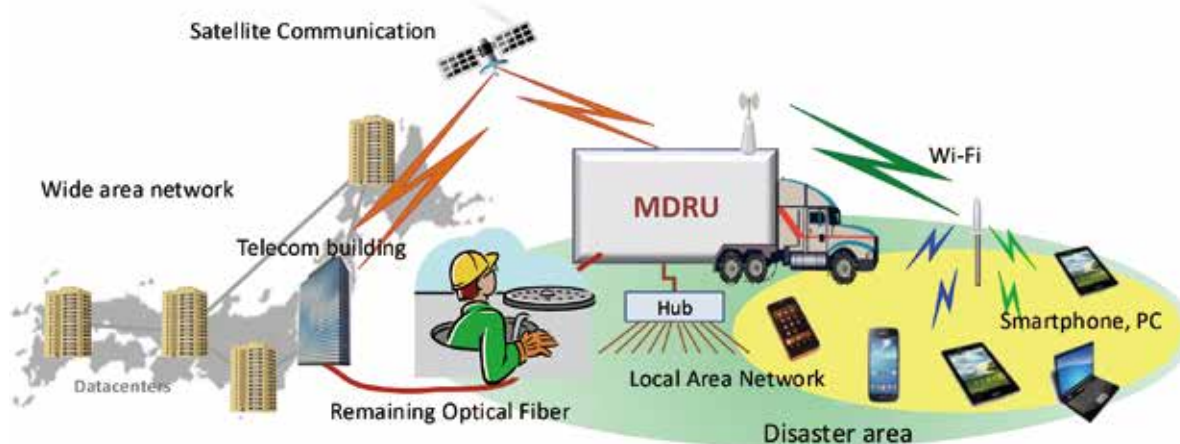 Satellite Communication
Wi-Fi
Wide area network
MDRU
Telecom building
Hub
Smartphone, PC
Datacenters
Local Area Network
Remaining Optical Fiber
Disaster area